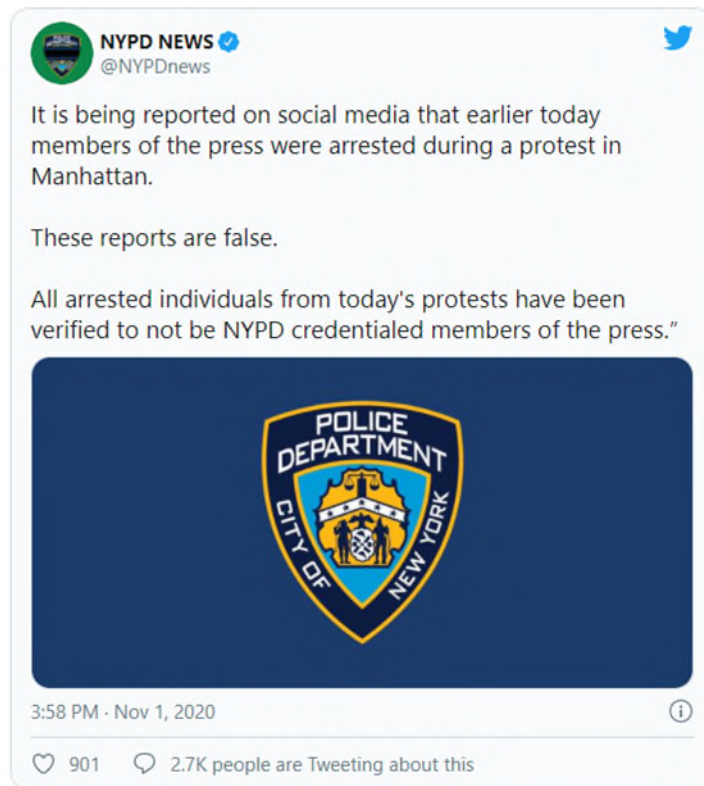 NYPD NEWS
@NYPDnews
It is being reported on social media that earlier today
members of the press were arrested during a protest in
Manhattan.
These reports are false.
All arrested individuals from today's protests have been
verified to not be NYPD credentialed members of the press.”
POLICE
DEPARTMENT
CITY OF
NEW YORK
3:58 PM · Nov 1, 2020
901 2.7K people are Tweeting about this